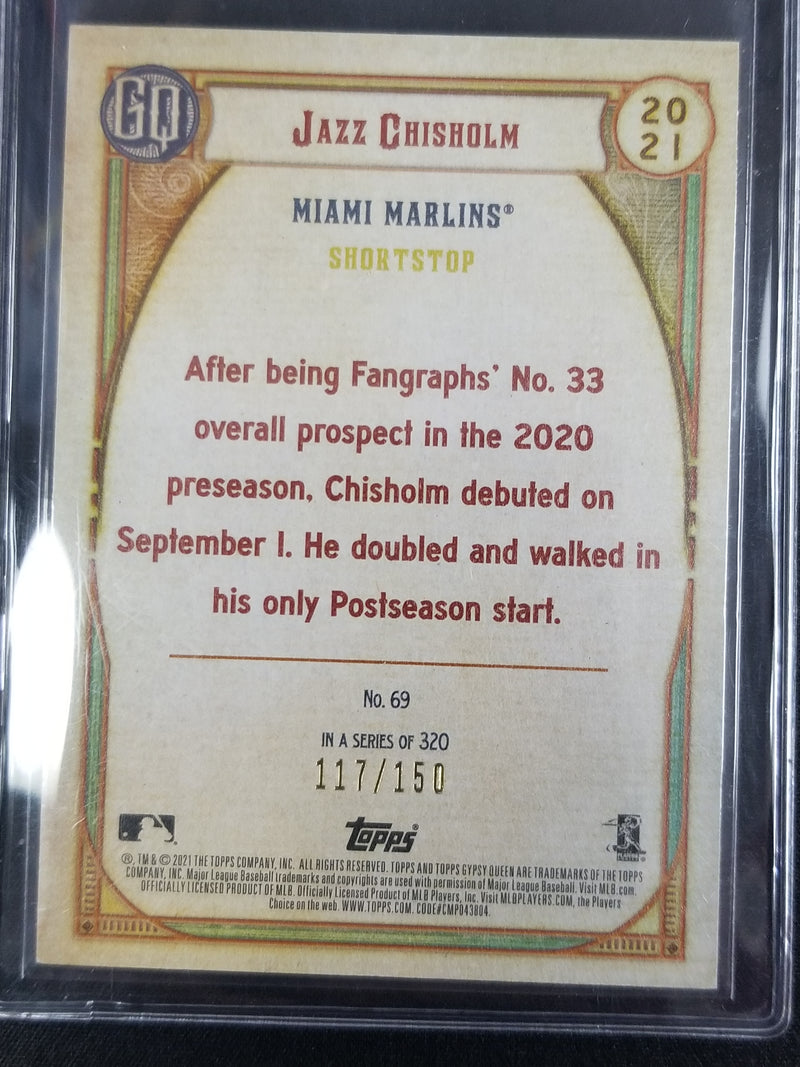 GQ
JAZZ CHISHOLM
20
21
MIAMI MARLINS®
SHORTSTOP
After being Fangraphs' No. 33
overall prospect in the 2020
preseason, Chisholm debuted on
September 1. He doubled and walked in
his only Postseason start.
No. 69
IN A SERIES OF 320
117/150
topps®
®, TM & © 2021 THE TOPPS COMPANY, INC. ALL RIGHTS RESERVED. TOPPS AND TOPPS GYPSY QUEEN ARE TRADEMARKS OF THE TOPPS
COMPANY, INC. Major League Baseball trademarks and copyrights are used with permission of Major League Baseball. Visit MLB.com.
OFFICIALLY LICENSED PRODUCT OF MLB. Officially Licensed Product of MLB Players, Inc. Visit MLBPLAYERS.COM, the Players
Choice on the web. WWW.TOPPS.COM. CODE#CMP043804.